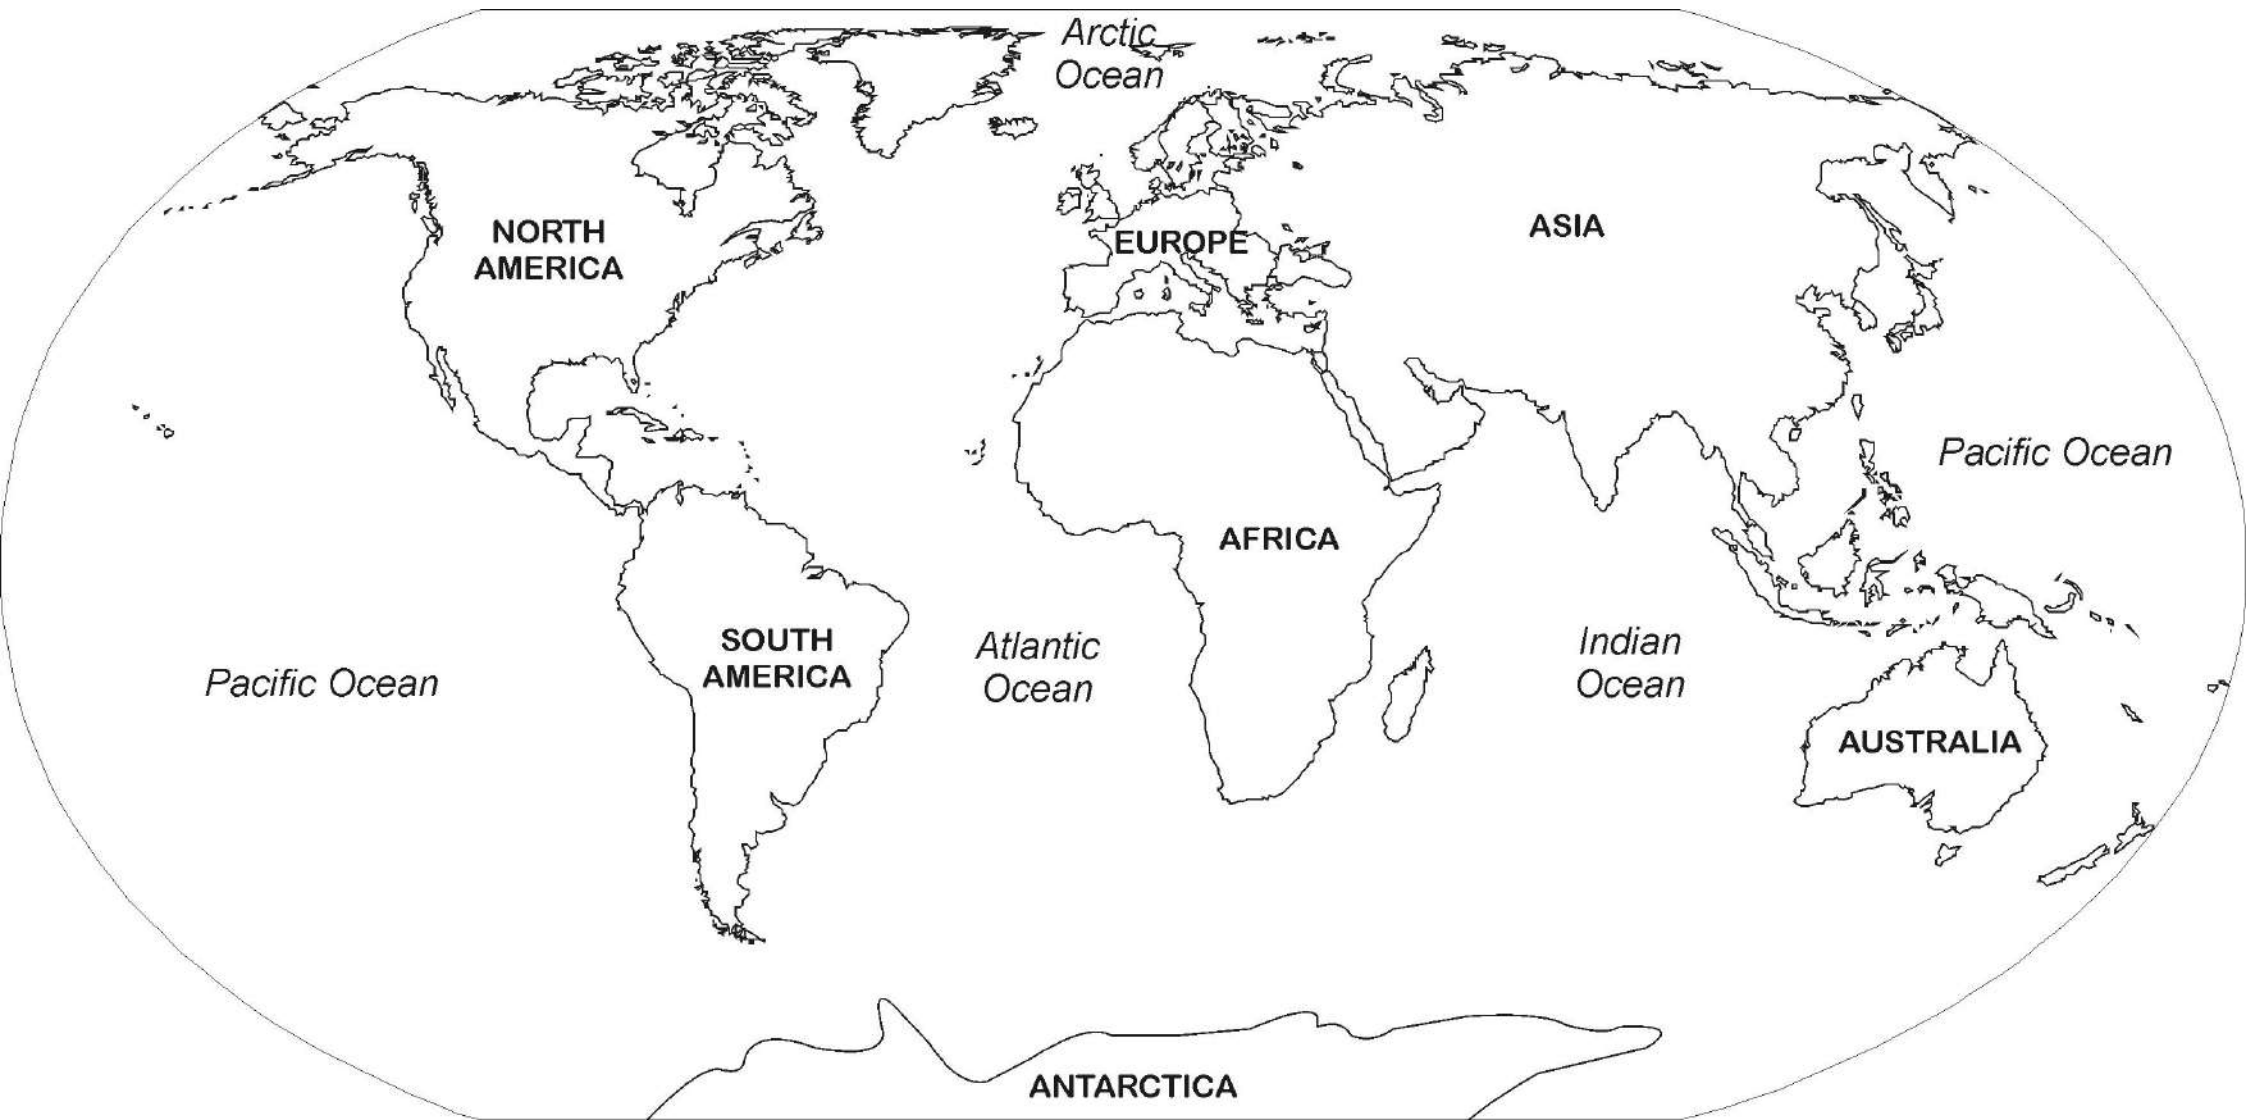 Arctic
Ocean
NORTH
AMERICA
EUROPE
ASIA
Pacific Ocean
AFRICA
SOUTH
AMERICA
Atlantic
Ocean
Indian
Ocean
Pacific Ocean
AUSTRALIA
ANTARCTICA